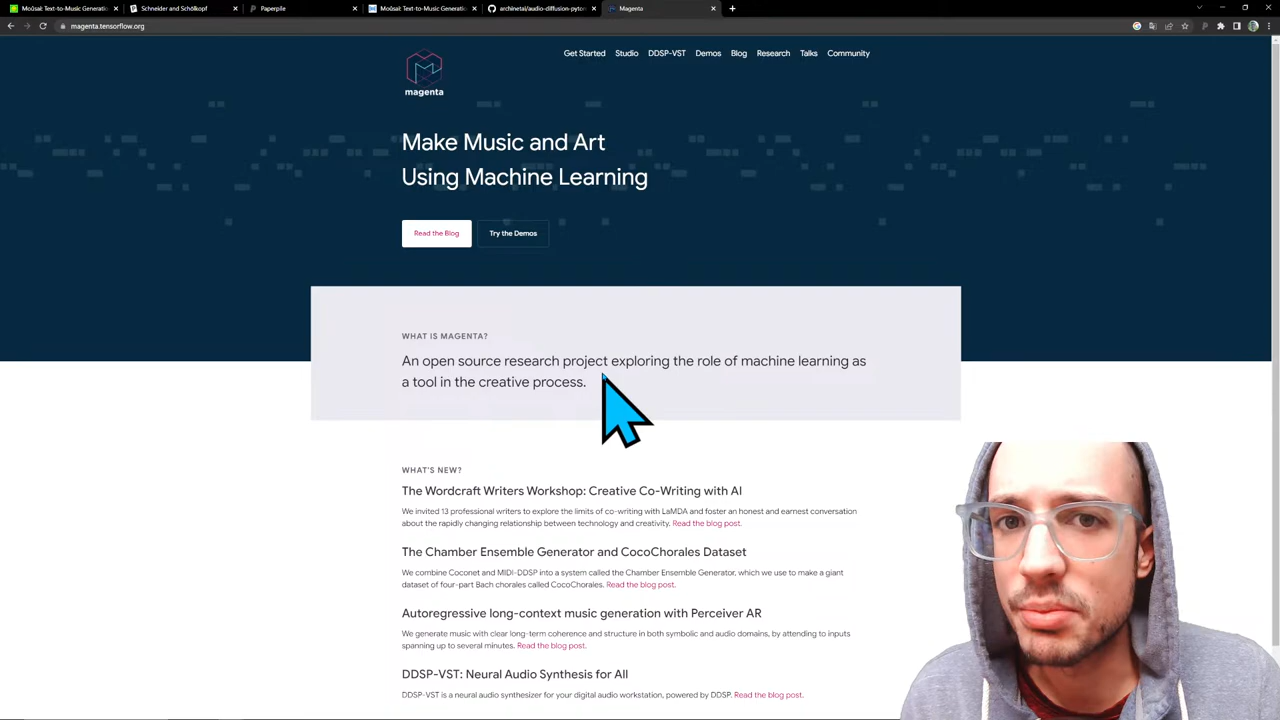 Moûsai: Text-to-Music Generation
Schneider and Schölkopf
Paperpile
Moûsai: Text-to-Music Generation
archinetai/audio-diffusion-pytor
Magenta
magenta.tensorflow.org
magenta
Get Started Studio DDSP-VST Demos Blog Research Talks Community
Make Music and Art
Using Machine Learning
Read the Blog Try the Demos
WHAT IS MAGENTA?
An open source research project exploring the role of machine learning as
a tool in the creative process.
WHAT'S NEW?
The Wordcraft Writers Workshop: Creative Co-Writing with AI
We invited 13 professional writers to explore the limits of co-writing with LaMDA and foster an honest and earnest conversation
about the rapidly changing relationship between technology and creativity. Read the blog post.
The Chamber Ensemble Generator and CocoChorales Dataset
We combine Coconet and MIDI-DDSP into a system called the Chamber Ensemble Generator, which we use to make a giant
dataset of four-part Bach chorales called CocoChorales. Read the blog post.
Autoregressive long-context music generation with Perceiver AR
We generate music with clear long-term coherence and structure in both symbolic and audio domains, by attending to inputs
spanning up to several minutes. Read the blog post.
DDSP-VST: Neural Audio Synthesis for All
DDSP-VST is a neural audio synthesizer for your digital audio workstation, powered by DDSP. Read the blog post.